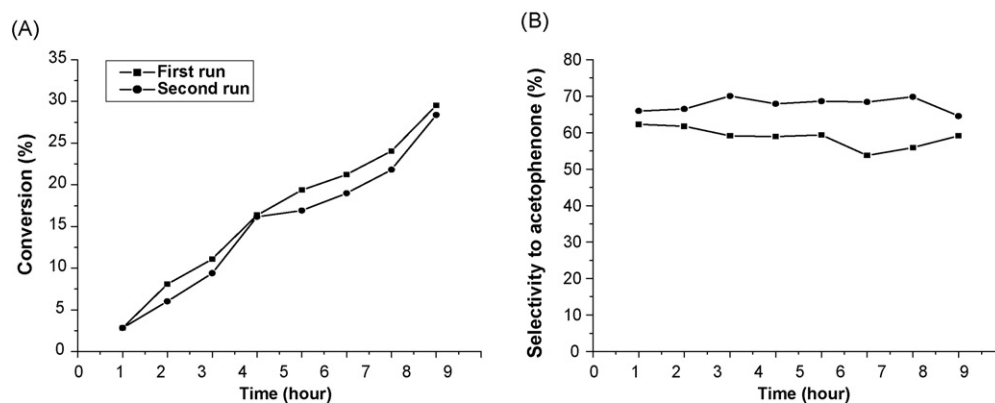 (A)
35
30
25
20
15
10
5
0
Conversion (%)
First run
Second run
0 1 2 3 4 5 6 7 8 9
Time (hour)
(B)
80
70
60
50
40
30
20
10
0
Selectivity to acetophenone (%)
0 1 2 3 4 5 6 7 8 9
Time (hour)